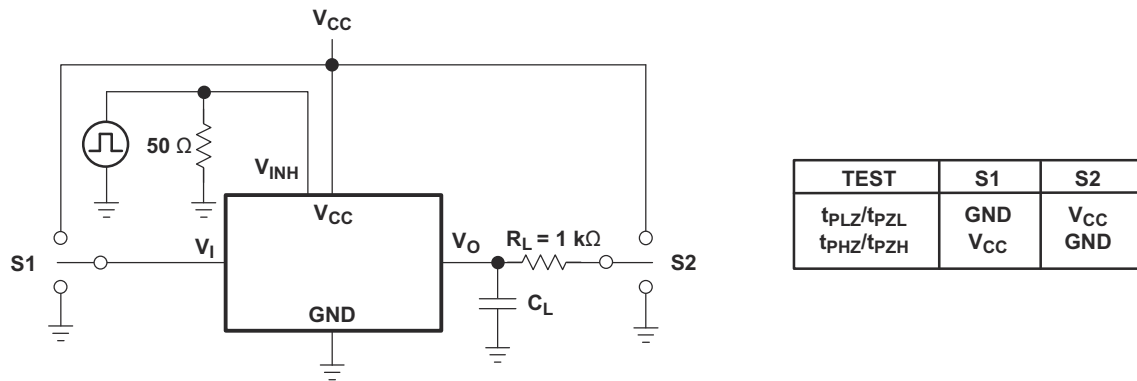 VCC
50 Ω
VINH
VCC
S1
VI
VO
RL = 1 kΩ
S2
CL
GND
TEST S1 S2
tPLZ/tPZL GND VCC
tPHZ/tPZH VCC GND